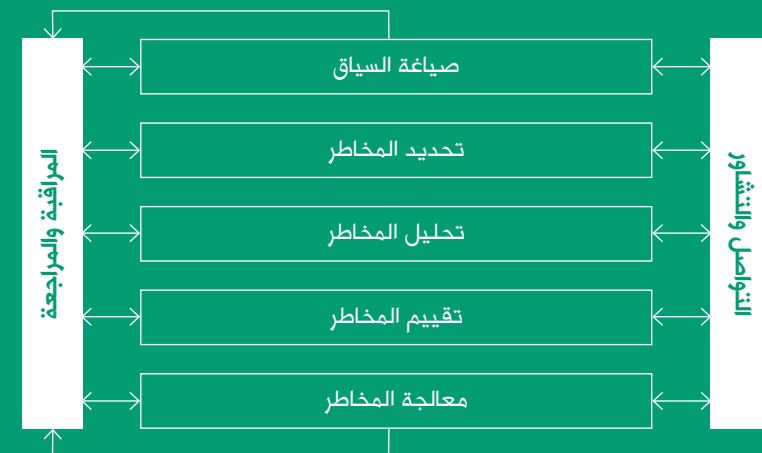 صياغة السياق
تحديد المخاطر
تحليل المخاطر
تقييم المخاطر
معالجة المخاطر
التواصل والتشاور
المراقبة والمراجعة